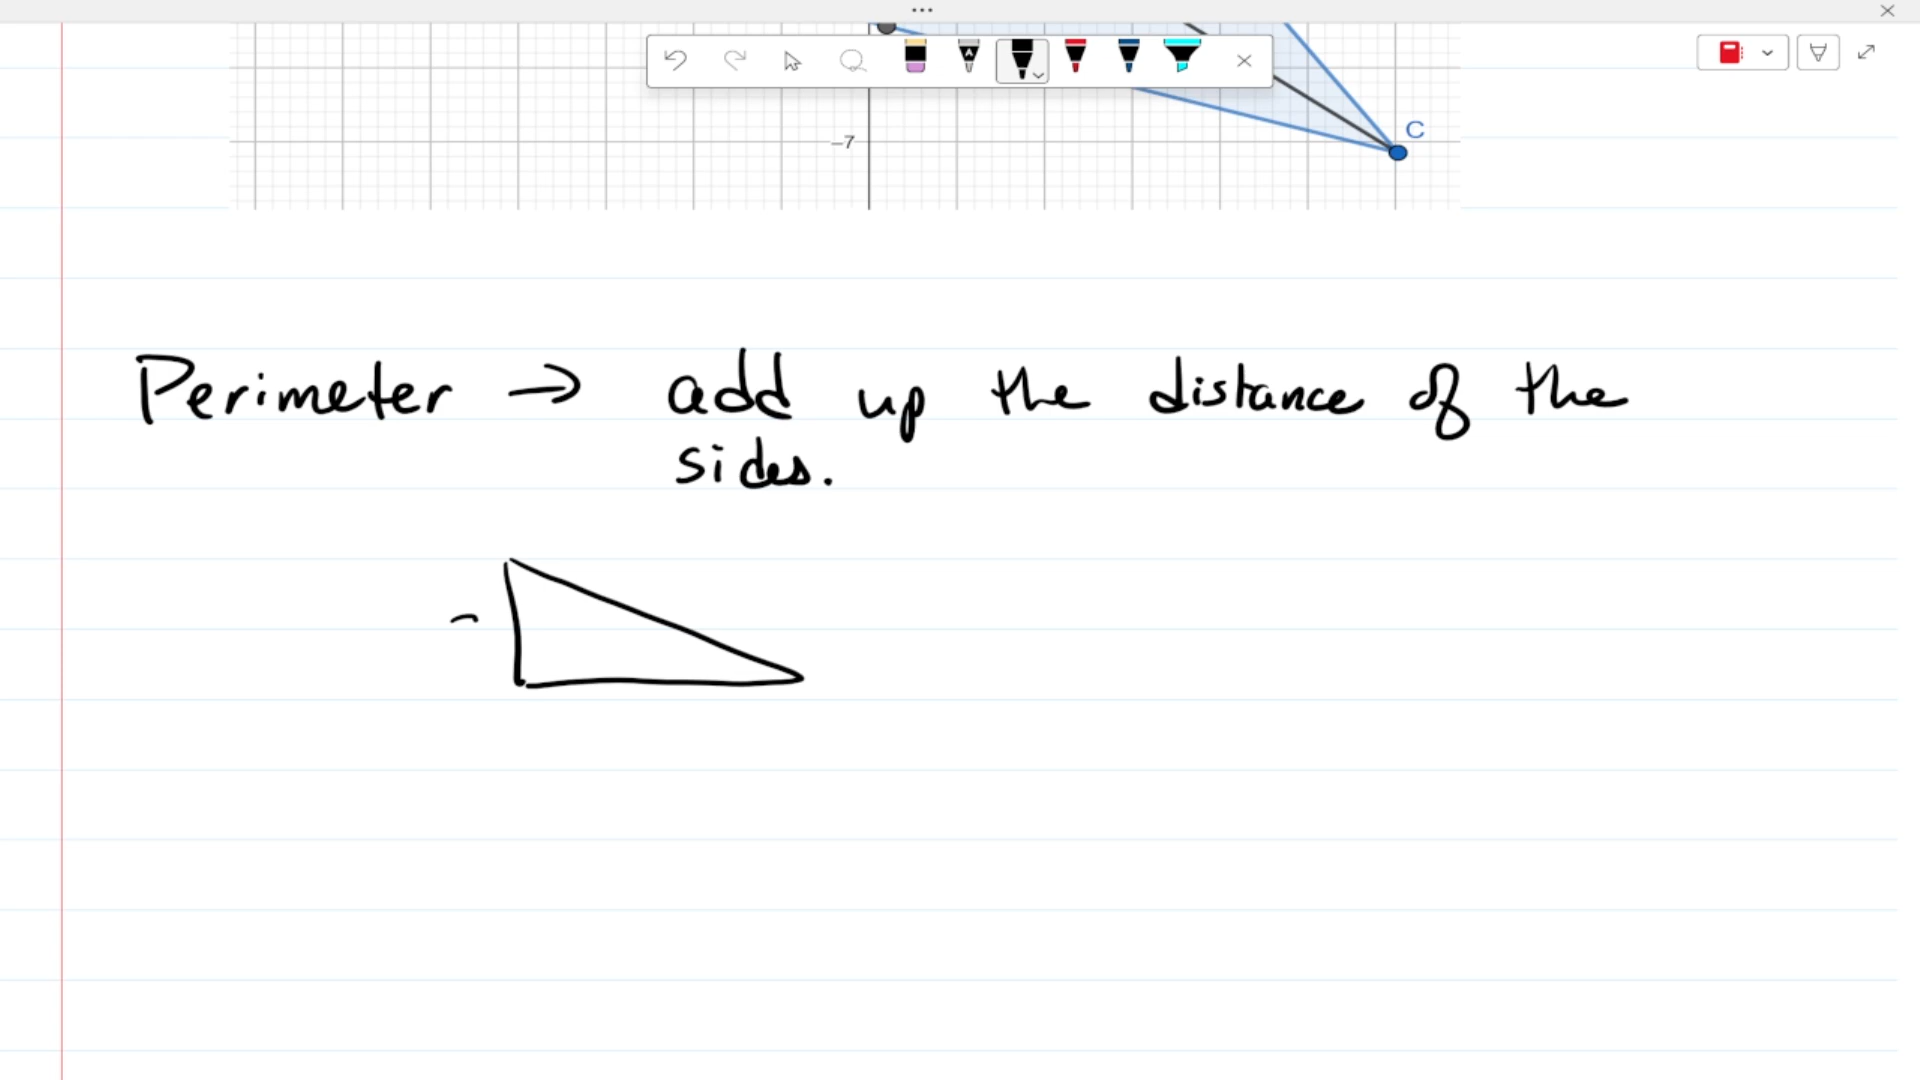 C
–7
Perimeter → add up the distance of the
sides.